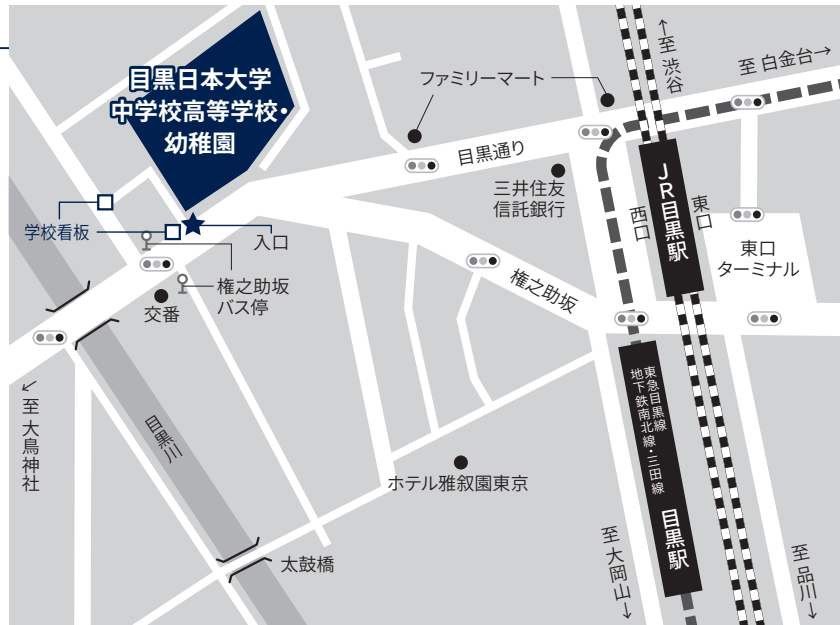 目黒日本大学
中学校高等学校・
幼稚園
ファミリーマート
↑至 渋谷
至 白金台→
目黒通り
三井住友
信託銀行
西口
JR目黒駅
東口
東口
ターミナル
学校看板
入口
権之助坂
バス停
交番
権之助坂
←至 大鳥神社
目黒川
東急目黒線
地下鉄南北線・三田線
目黒駅
ホテル雅叙園東京
太鼓橋
至 大岡山→
至 品川→